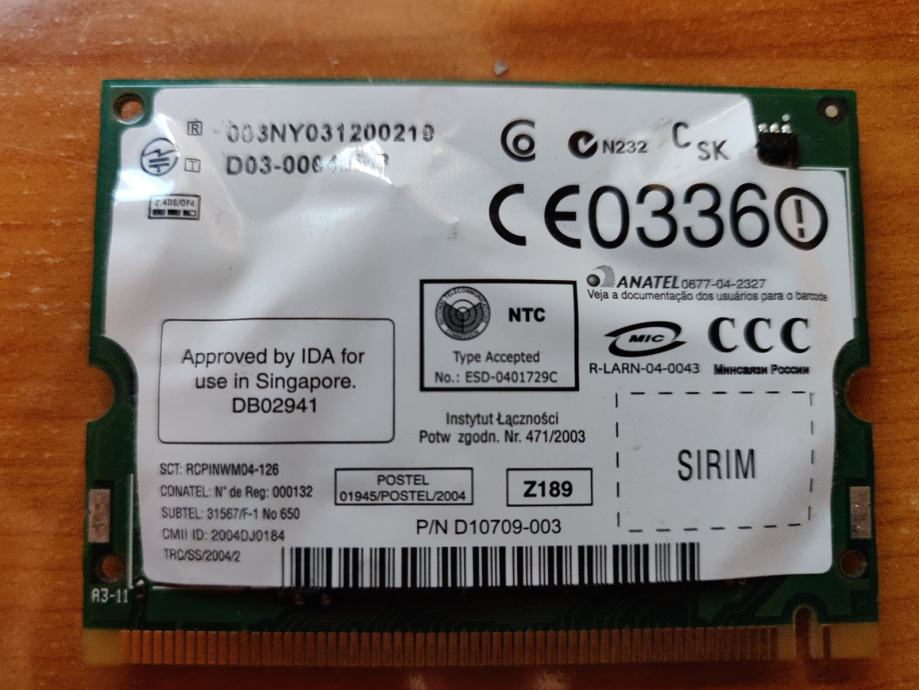 R 003NY031200219
T
2.4DS/OF4
N232
C
SK
CE0336
ANATEL 0677-04-2327
Veja a documentação dos usuários para o barcode
NTC
Type Accepted
No.: ESD-0401729C
MIC
R-LARN-04-0043
CCC
Минсвязи России
Approved by IDA for
use in Singapore.
DB02941
Instytut Łączności
Potw zgodn. Nr. 471/2003
SIRIM
SCT: RCPINWM04-126
CONATEL: N° de Reg: 000132
SUBTEL: 31567/F-1 No 650
CMII ID: 2004DJ0184
TRC/SS/2004/2
POSTEL
01945/POSTEL/2004
Z189
P/N D10709-003
A3-11